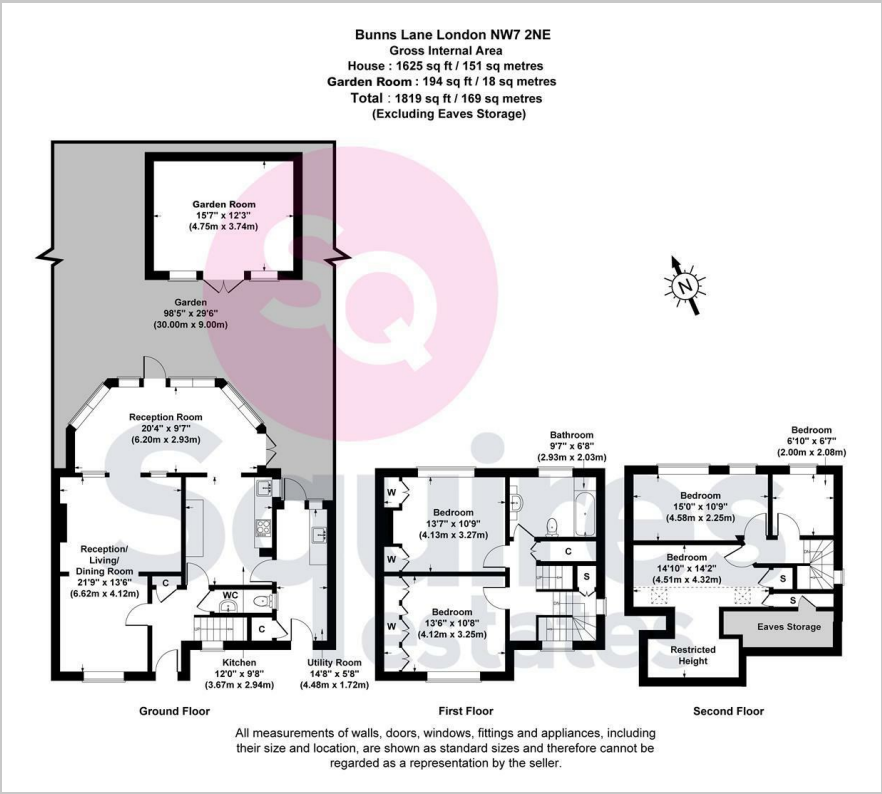 Bunns Lane London NW7 2NE
Gross Internal Area
House : 1625 sq ft / 151 sq metres
Garden Room : 194 sq ft / 18 sq metres
Total : 1819 sq ft / 169 sq metres
(Excluding Eaves Storage)
Garden Room
15'7" x 12'3"
(4.75m x 3.74m)
SQ
N
Garden
98'5" x 29'6"
(30.00m x 9.00m)
Reception Room
20'4" x 9'7"
(6.20m x 2.93m)
Squires
estates
Reception/
Living/
Dining Room
21'9" x 13'6"
(6.62m x 4.12m)
C
WC
C
Kitchen
12'0" x 9'8"
(3.67m x 2.94m)
Utility Room
14'8" x 5'8"
(4.48m x 1.72m)
Ground Floor
Bathroom
9'7" x 6'8"
(2.93m x 2.03m)
W
Bedroom
13'7" x 10'9"
(4.13m x 3.27m)
W
C
S
W
Bedroom
13'6" x 10'8"
(4.12m x 3.25m)
First Floor
Bedroom
6'10" x 6'7"
(2.00m x 2.08m)
Bedroom
15'0" x 10'9"
(4.58m x 2.25m)
Bedroom
14'10" x 14'2"
(4.51m x 4.32m)
S
S
Eaves Storage
Restricted
Height
Second Floor
All measurements of walls, doors, windows, fittings and appliances, including
their size and location, are shown as standard sizes and therefore cannot be
regarded as a representation by the seller.